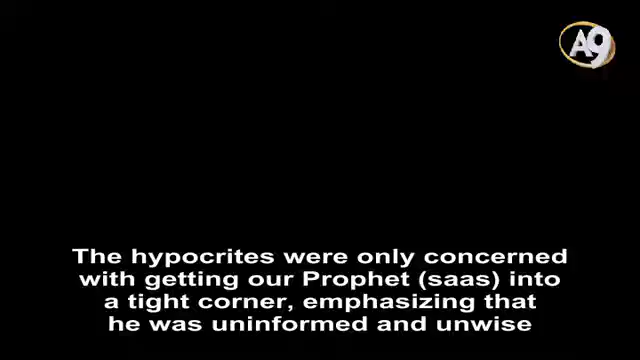 A9
The hypocrites were only concerned
with getting our Prophet (saas) into
a tight corner, emphasizing that
he was uninformed and unwise